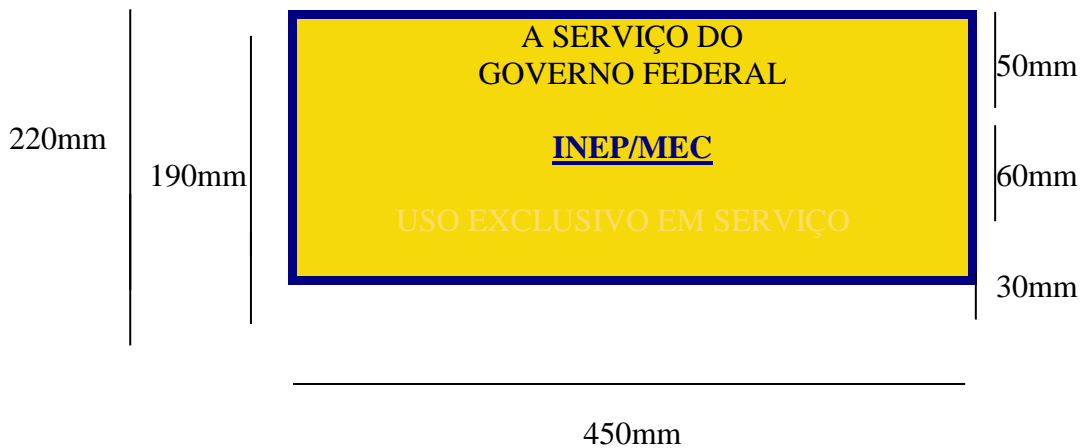 A SERVIÇO DO
GOVERNO FEDERAL
50mm
220mm
INEP/MEC
190mm
60mm
USO EXCLUSIVO EM SERVIÇO
30mm
450mm